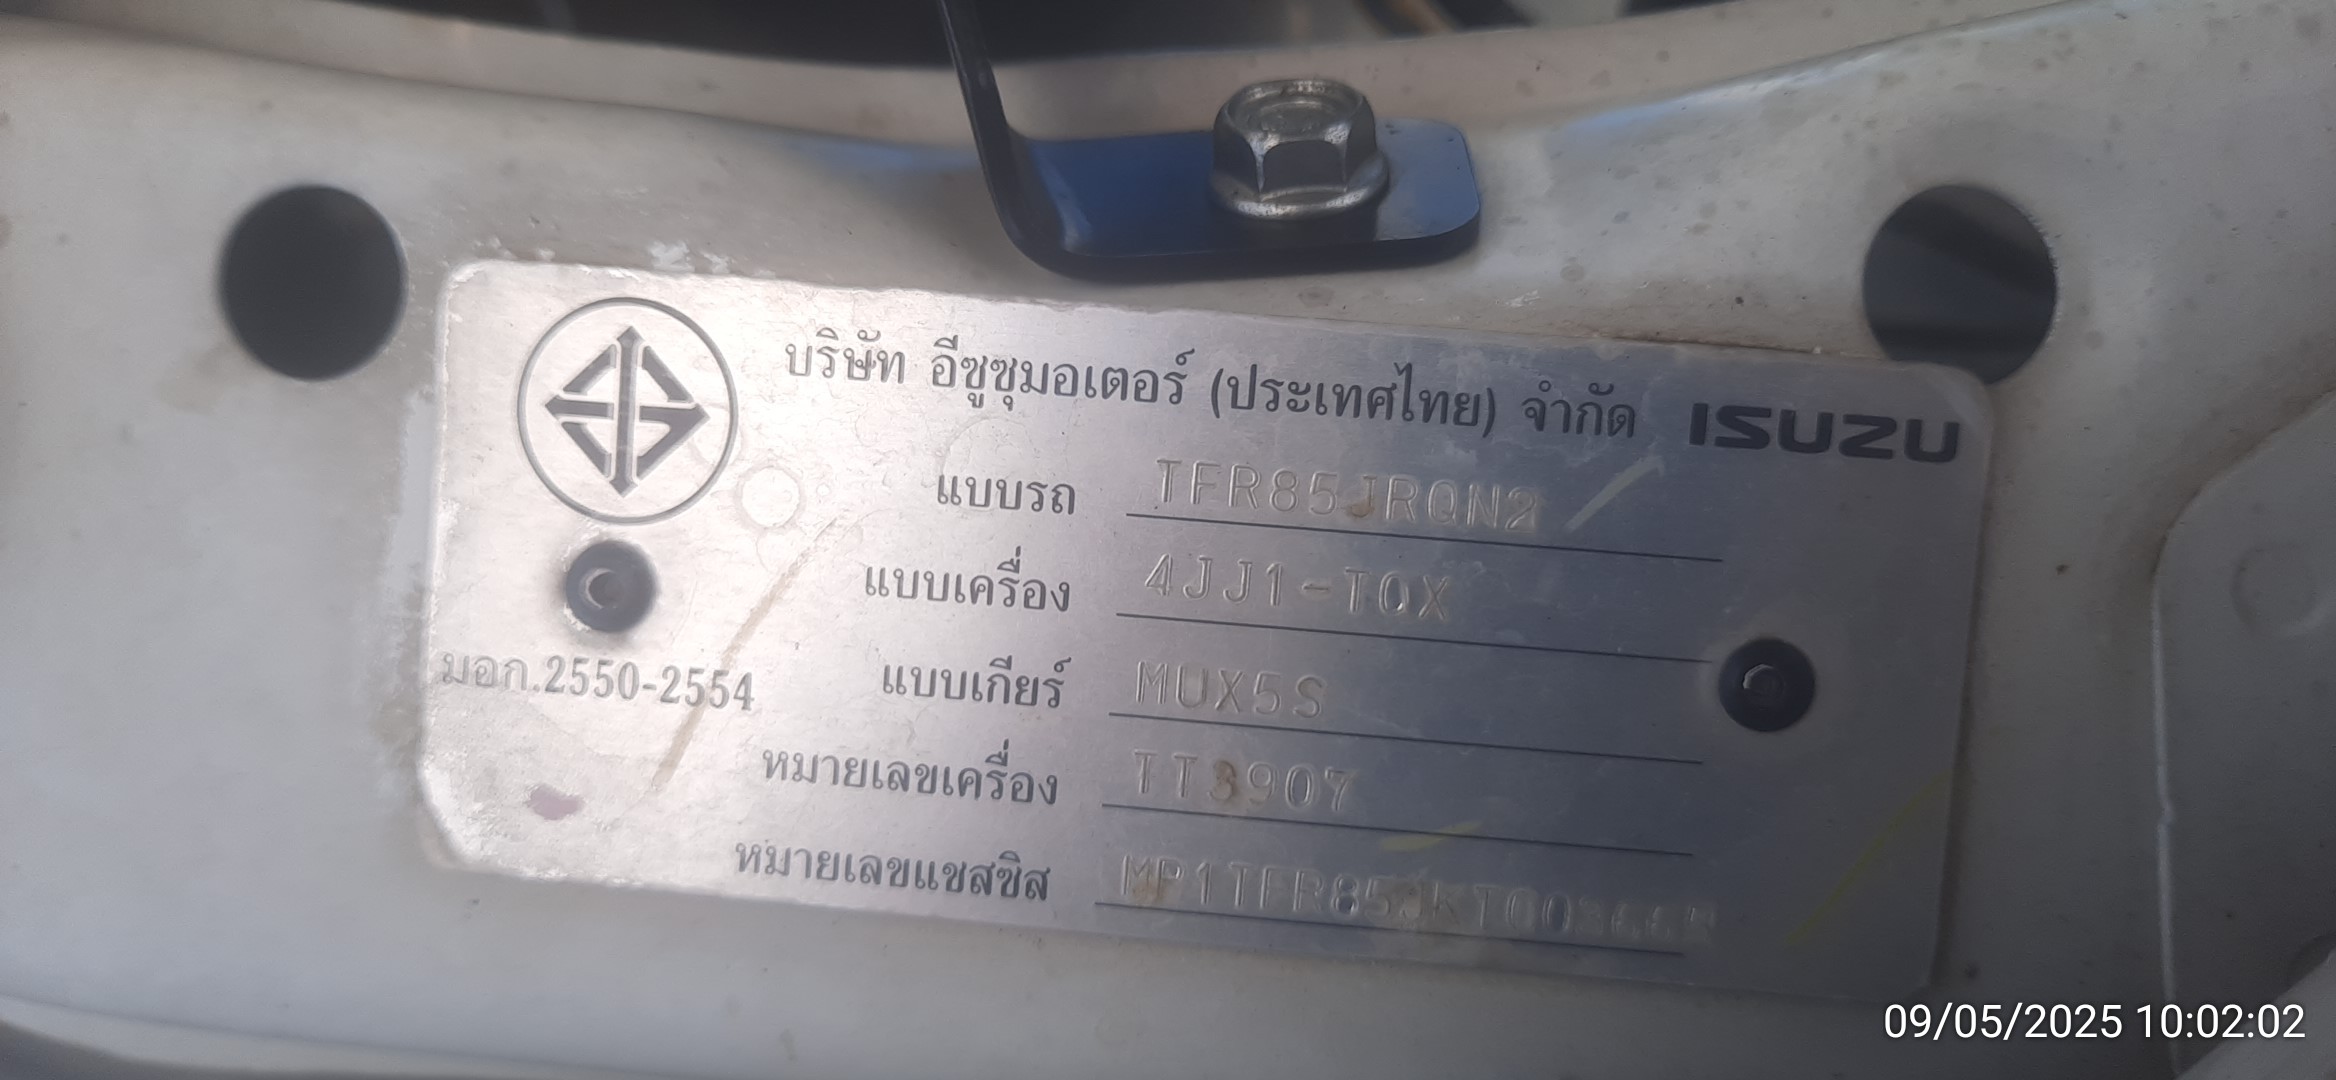 บริษัท อีซูซุมอเตอร์ (ประเทศไทย) จำกัด ISUZU
แบบรถ TFR85JRQN2
แบบเครื่อง 4JJ1-TCX
แบบเกียร์ MUX5S
มอก.2550-2554
หมายเลขเครื่อง TT3907
หมายเลขแชสซิส
09/05/2025 10:02:02